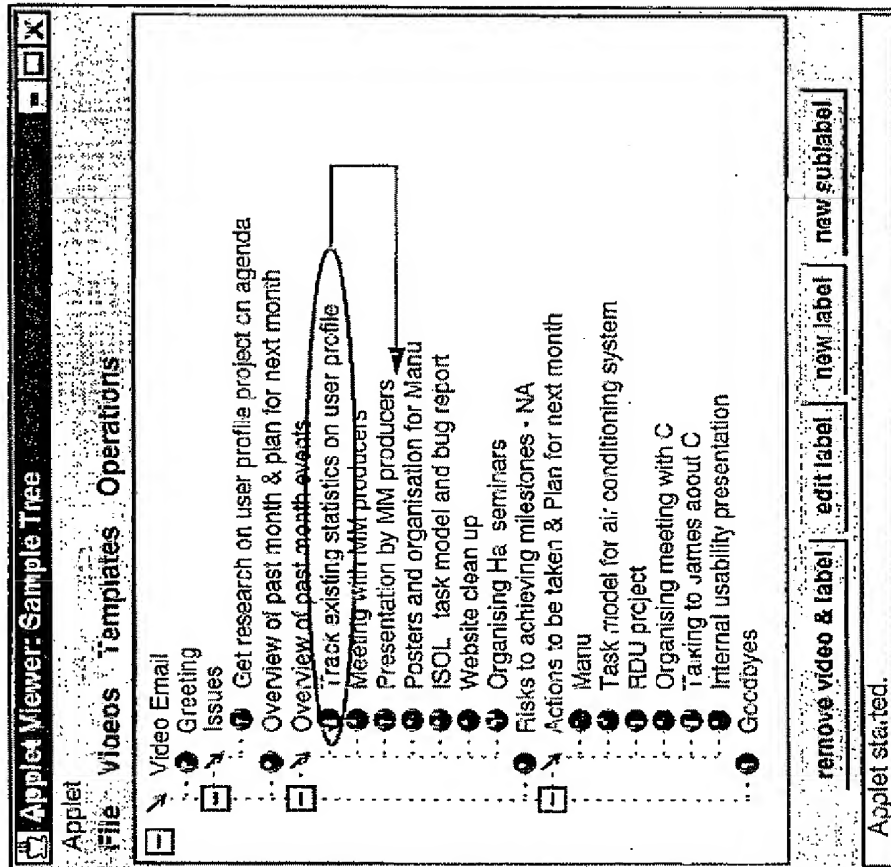 Applet Viewer: Sample Tree
Applet
File Videos Templates Operations
Video Email
Greeting
Issues
Get research on user profile project on agenda
Overview of past month & plan for next month
Overview of past month events
Track existing statistics on user profile
Meeting with MM producers
Presentation by MM producers
Posters and organisation for Manu
ISOL task model and bug report
Website clean up
Organising Ha seminars
Risks to achieving milestones - NA
Actions to be taken & Plan for next month
Manu
Task model for air conditioning system
RDU project
Organising meeting with C
Talking to James about C
Internal usability presentation
Goodbyes
remove video & label edit label new label new sublabel
Applet started.